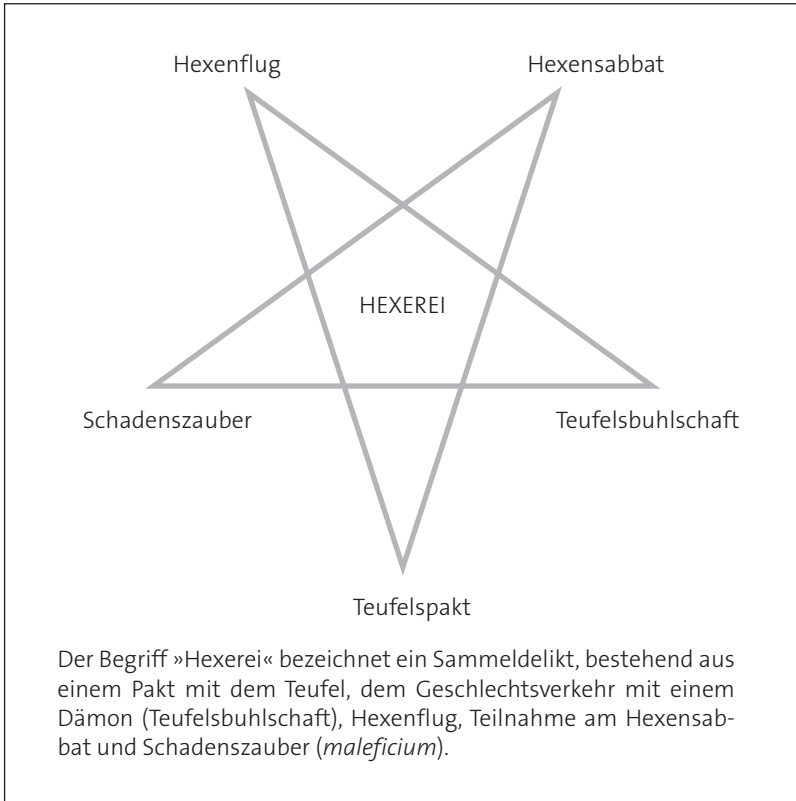 Hexenflug
Hexensabbat
HEXEREI
Schadenszauber
Teufelsbuhlschaft
Teufelspakt
Der Begriff »Hexerei« bezeichnet ein Sammeldelikt, bestehend aus
einem Pakt mit dem Teufel, dem Geschlechtsverkehr mit einem
Dämon (Teufelsbuhlschaft), Hexenflug, Teilnahme am Hexensab-
bat und Schadenszauber (maleficium).